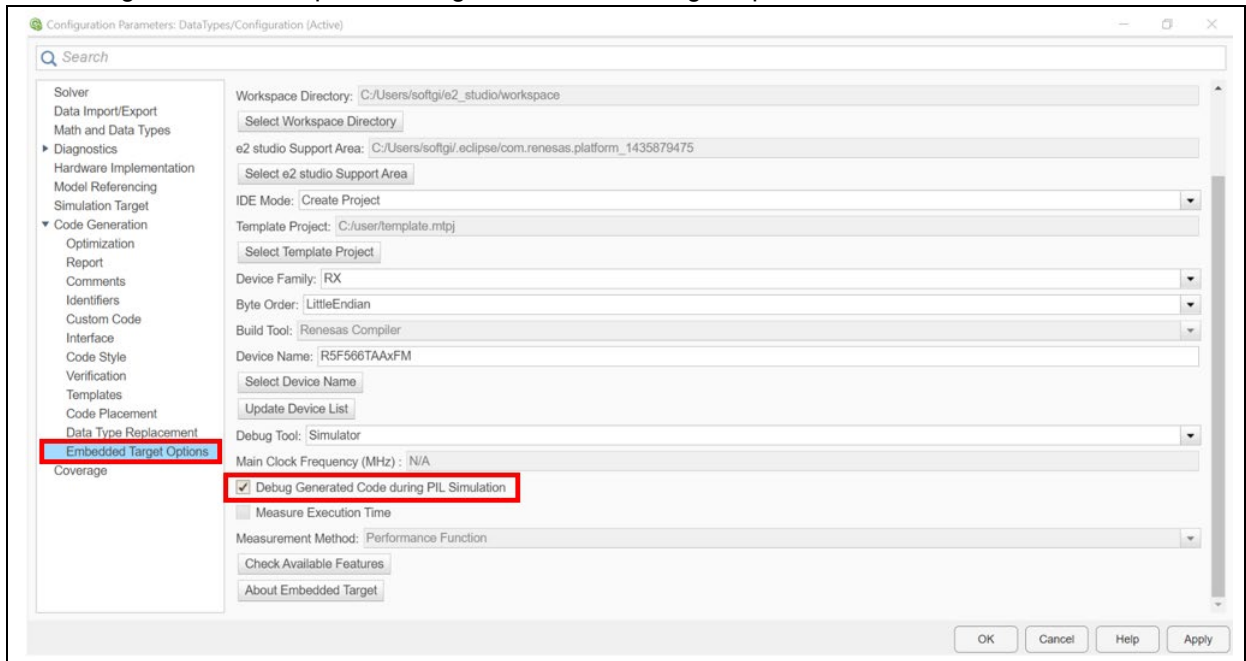 Configuration Parameters: DataTypes/Configuration (Active)
Search
Solver
Data Import/Export
Math and Data Types
Diagnostics
Hardware Implementation
Model Referencing
Simulation Target
Code Generation
Optimization
Report
Comments
Identifiers
Custom Code
Interface
Code Style
Verification
Templates
Code Placement
Data Type Replacement
Embedded Target Options
Coverage
Workspace Directory: C:/Users/softgi/e2_studio/workspace
Select Workspace Directory
e2 studio Support Area: C:/Users/softgi/.eclipse/com.renesas.platform_1435879475
Select e2 studio Support Area
IDE Mode: Create Project
Template Project: C:/user/template.mtpj
Select Template Project
Device Family: RX
Byte Order: LittleEndian
Build Tool: Renesas Compiler
Device Name: R5F566TAAxFM
Select Device Name
Update Device List
Debug Tool: Simulator
Main Clock Frequency (MHz) : N/A
Debug Generated Code during PIL Simulation
Measure Execution Time
Measurement Method: Performance Function
Check Available Features
About Embedded Target
OK Cancel Help Apply